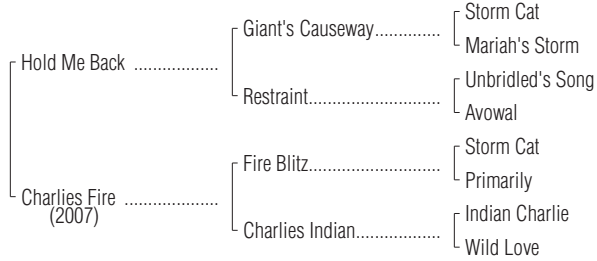 Storm Cat
Giant's Causeway..............
Mariah's Storm
Hold Me Back ..................
Unbridled's Song
Restraint............................
Avowal
Storm Cat
Fire Blitz............................
Primarily
Charlies Fire ....................
(2007)
Indian Charlie
Charlies Indian..................
Wild Love